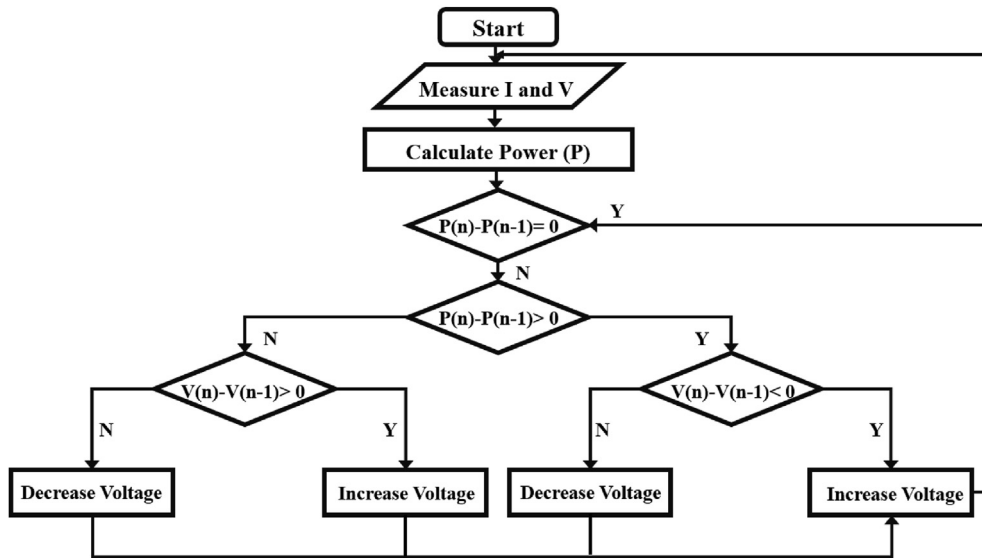 Start
Measure I and V
Calculate Power (P)
P(n)-P(n-1)= 0
Y
N
P(n)-P(n-1)> 0
N
Y
V(n)-V(n-1)> 0
V(n)-V(n-1)< 0
N
Y
N
Y
Decrease Voltage
Increase Voltage
Decrease Voltage
Increase Voltage